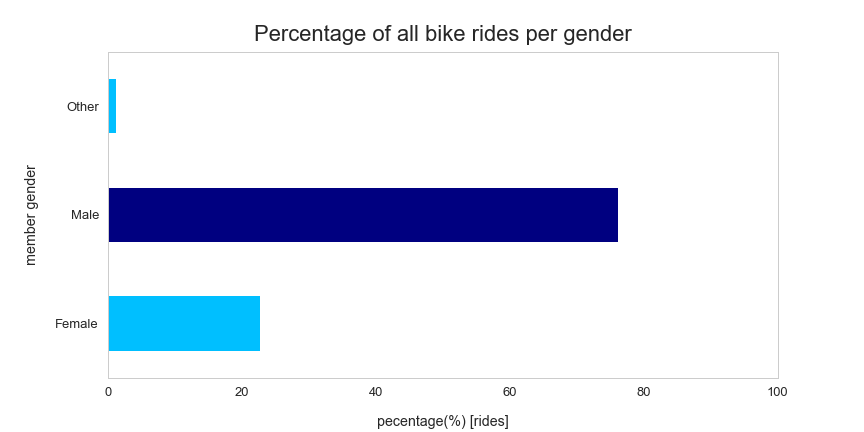 Percentage of all bike rides per gender
Other
Male
Female
member gender
0 20 40 60 80 100
pecentage(%) [rides]